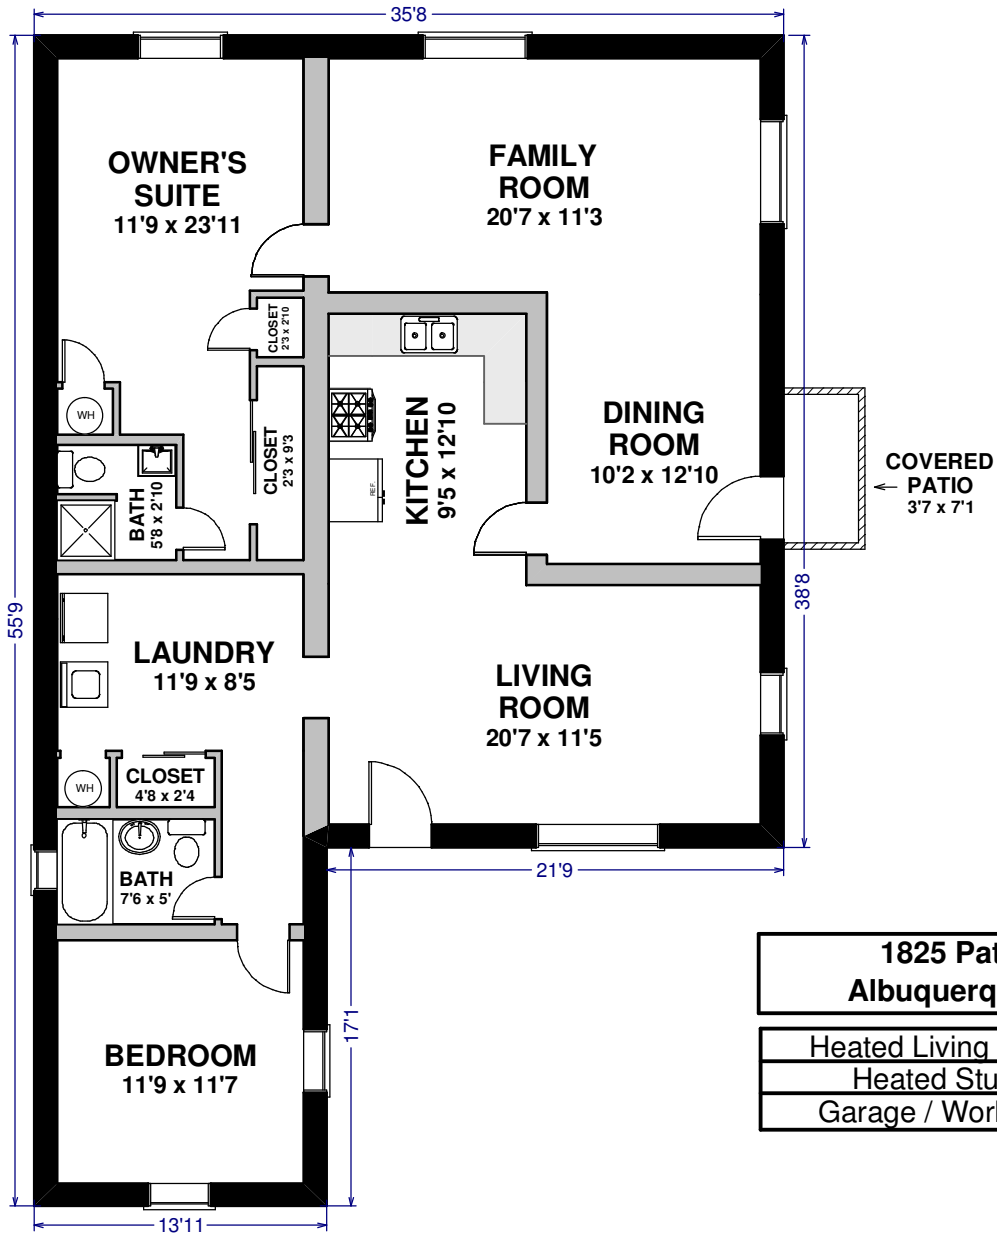 35'8
OWNER'S
SUITE
11'9 x 23'11
FAMILY
ROOM
20'7 x 11'3
CLOSET
2'3 x 2'10
WH
CLOSET
2'3 x 9'3
KITCHEN
9'5 x 12'10
REF.
DINING
ROOM
10'2 x 12'10
COVERED
PATIO
3'7 x 7'1
BATH
5'8 x 2'10
55'9
38'8
LAUNDRY
11'9 x 8'5
LIVING
ROOM
20'7 x 11'5
WH
CLOSET
4'8 x 2'4
BATH
7'6 x 5'
21'9
17'1
BEDROOM
11'9 x 11'7
13'11
1825 Pat
Albuquerq
Heated Living
Heated Stu
Garage / Wor